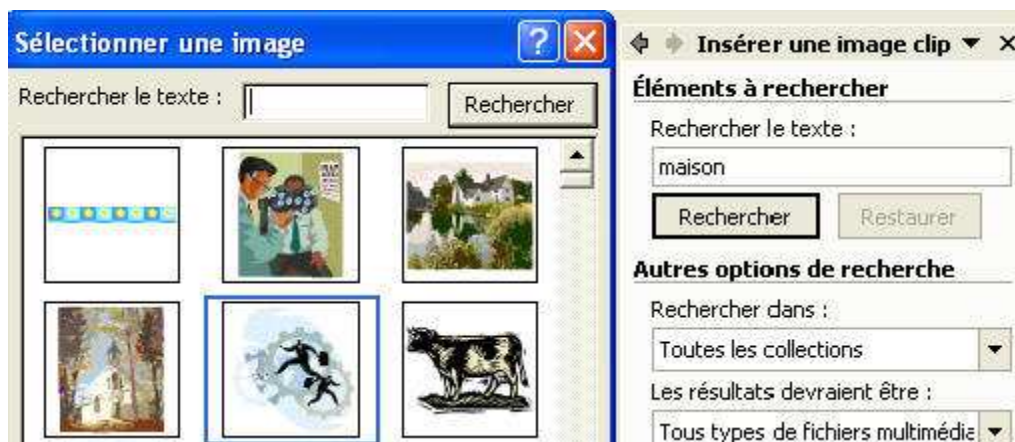 Sélectionner une image
Rechercher le texte :
Rechercher
Insérer une image clip
Éléments à rechercher
Rechercher le texte :
maison
Rechercher
Restaurer
Autres options de recherche
Rechercher dans :
Toutes les collections
Les résultats devraient être :
Tous types de fichiers multimédia